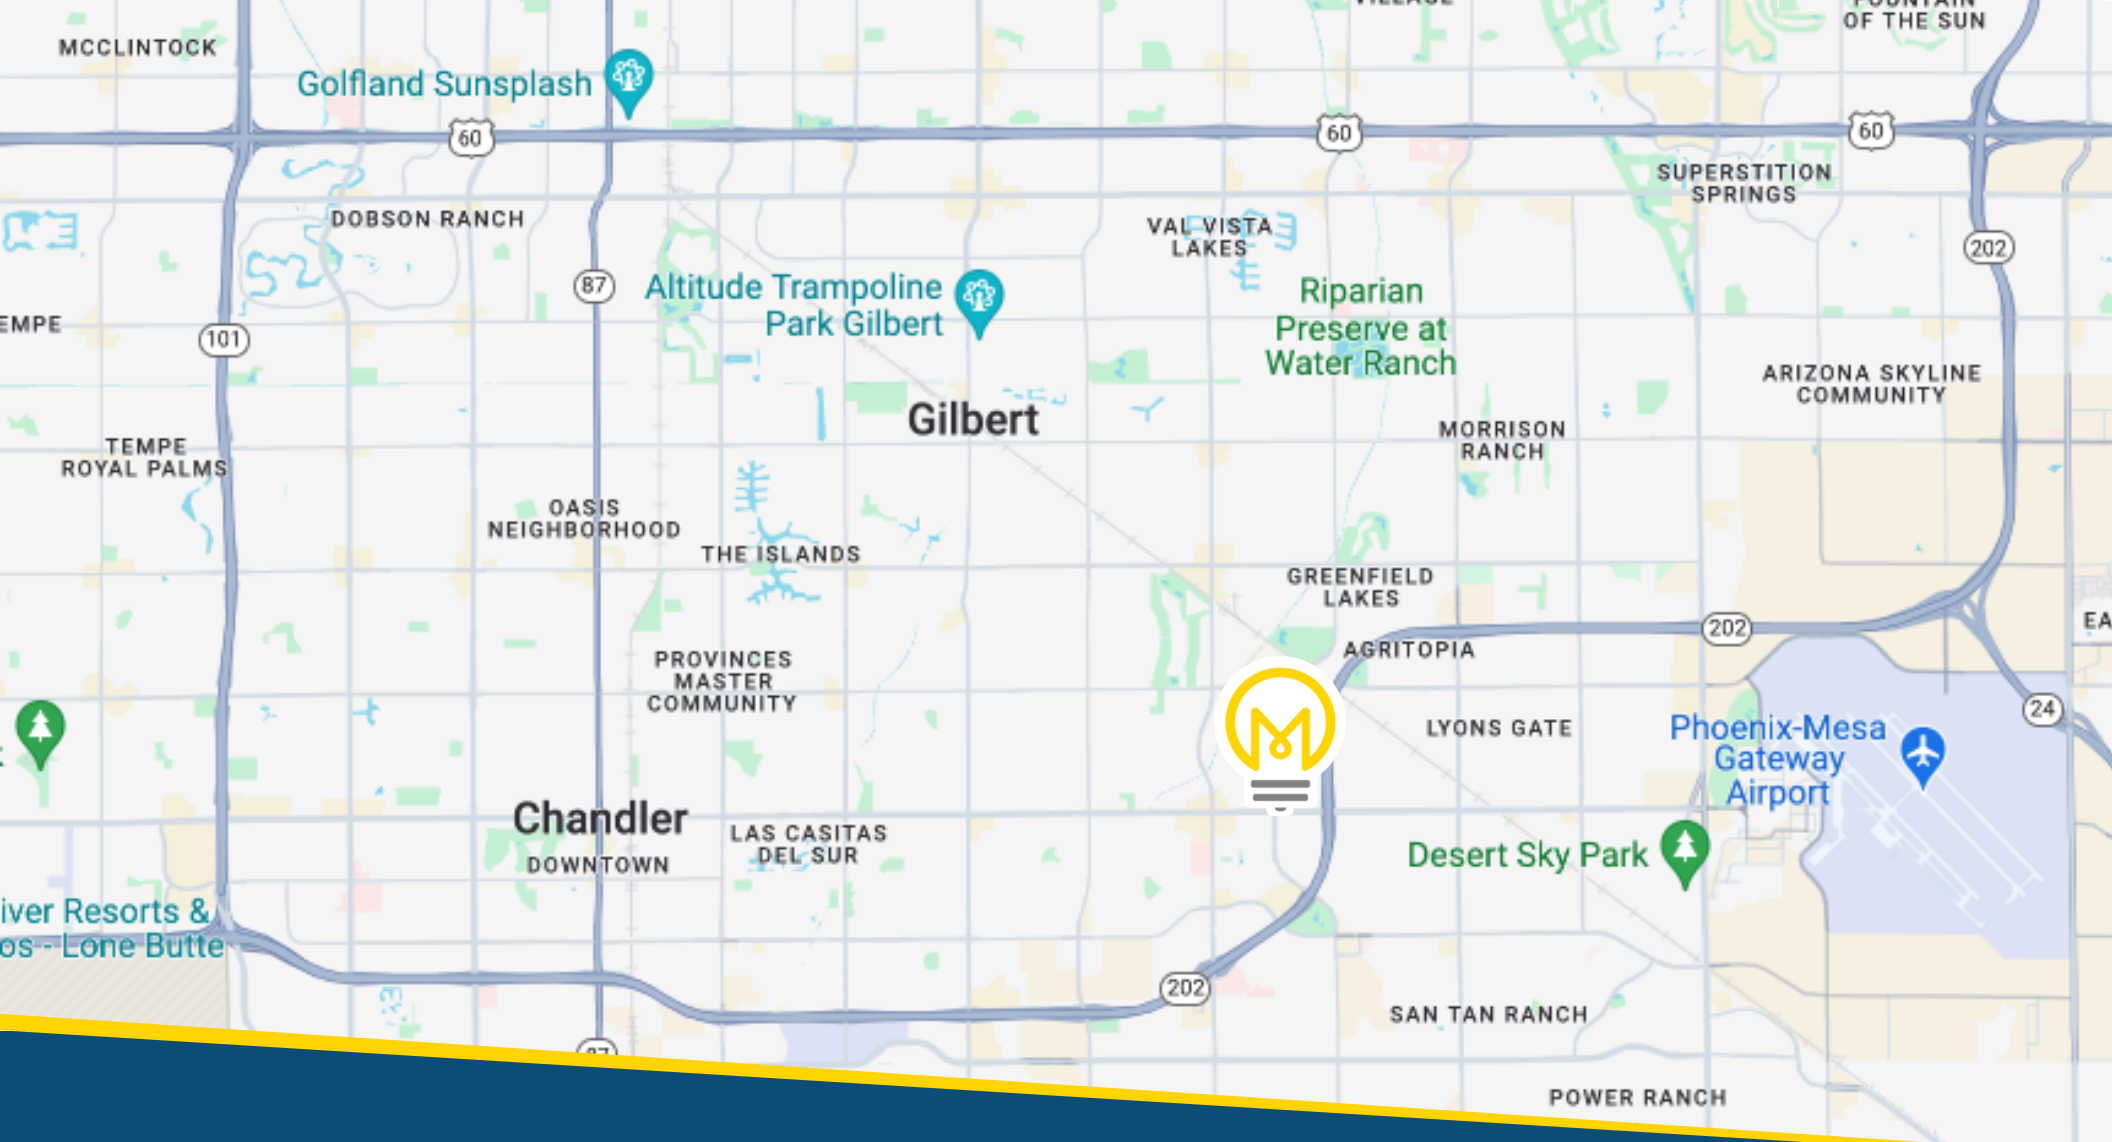 VILLAGE
FOUNTAIN
OF THE SUN
MCCLINTOCK
Golfland Sunsplash
60
60
60
SUPERSTITION
SPRINGS
DOBSON RANCH
VAL VISTA
LAKES
202
87
Altitude Trampoline
Park Gilbert
Riparian
Preserve at
Water Ranch
EMPE
101
ARIZONA SKYLINE
COMMUNITY
Gilbert
MORRISON
RANCH
TEMPE
ROYAL PALMS
OASIS
NEIGHBORHOOD
THE ISLANDS
GREENFIELD
LAKES
202
EA
AGRITOPIA
PROVINCES
MASTER
COMMUNITY
24
LYONS GATE
Phoenix-Mesa
Gateway
Airport
M
Chandler
DOWNTOWN
LAS CASITAS
DEL SUR
Desert Sky Park
iver Resorts &
os - Lone Butte
202
SAN TAN RANCH
87
POWER RANCH